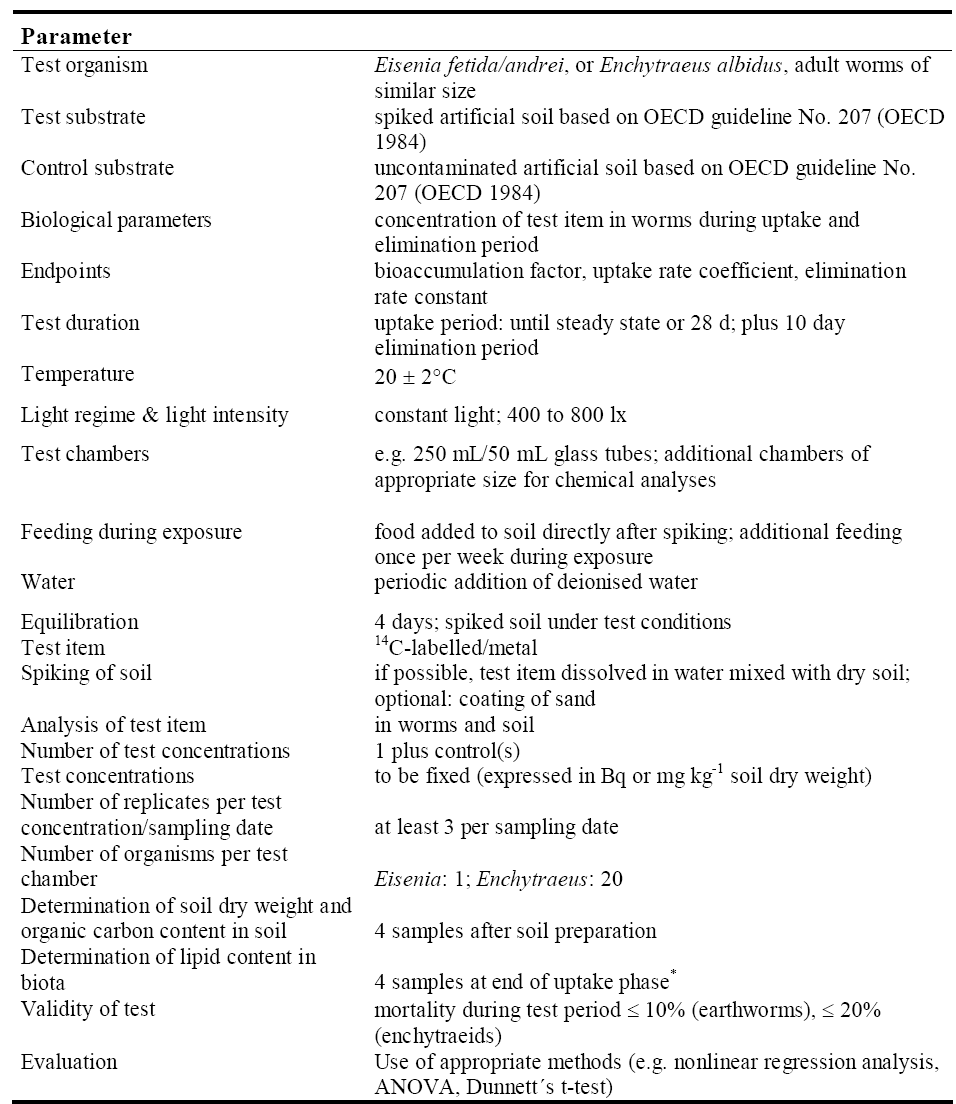 Parameter
Test organism Eisenia fetida/andrei, or Enchytraeus albidus, adult worms of
similar size
Test substrate spiked artificial soil based on OECD guideline No. 207 (OECD
1984)
Control substrate uncontaminated artificial soil based on OECD guideline No.
207 (OECD 1984)
Biological parameters concentration of test item in worms during uptake and
elimination period
Endpoints bioaccumulation factor, uptake rate coefficient, elimination
rate constant
Test duration uptake period: until steady state or 28 d; plus 10 day
elimination period
Temperature 20 ± 2°C
Light regime & light intensity constant light; 400 to 800 lx
Test chambers e.g. 250 mL/50 mL glass tubes; additional chambers of
appropriate size for chemical analyses
Feeding during exposure food added to soil directly after spiking; additional feeding
once per week during exposure
Water periodic addition of deionised water
Equilibration 4 days; spiked soil under test conditions
Test item ¹⁴C-labelled/metal
Spiking of soil if possible, test item dissolved in water mixed with dry soil;
optional: coating of sand
Analysis of test item in worms and soil
Number of test concentrations 1 plus control(s)
Test concentrations to be fixed (expressed in Bq or mg kg⁻¹ soil dry weight)
Number of replicates per test
concentration/sampling date at least 3 per sampling date
Number of organisms per test
chamber Eisenia: 1; Enchytraeus: 20
Determination of soil dry weight and
organic carbon content in soil 4 samples after soil preparation
Determination of lipid content in
biota 4 samples at end of uptake phase*
Validity of test mortality during test period ≤ 10% (earthworms), ≤ 20%
(enchytraeids)
Evaluation Use of appropriate methods (e.g. nonlinear regression analysis,
ANOVA, Dunnett´s t-test)